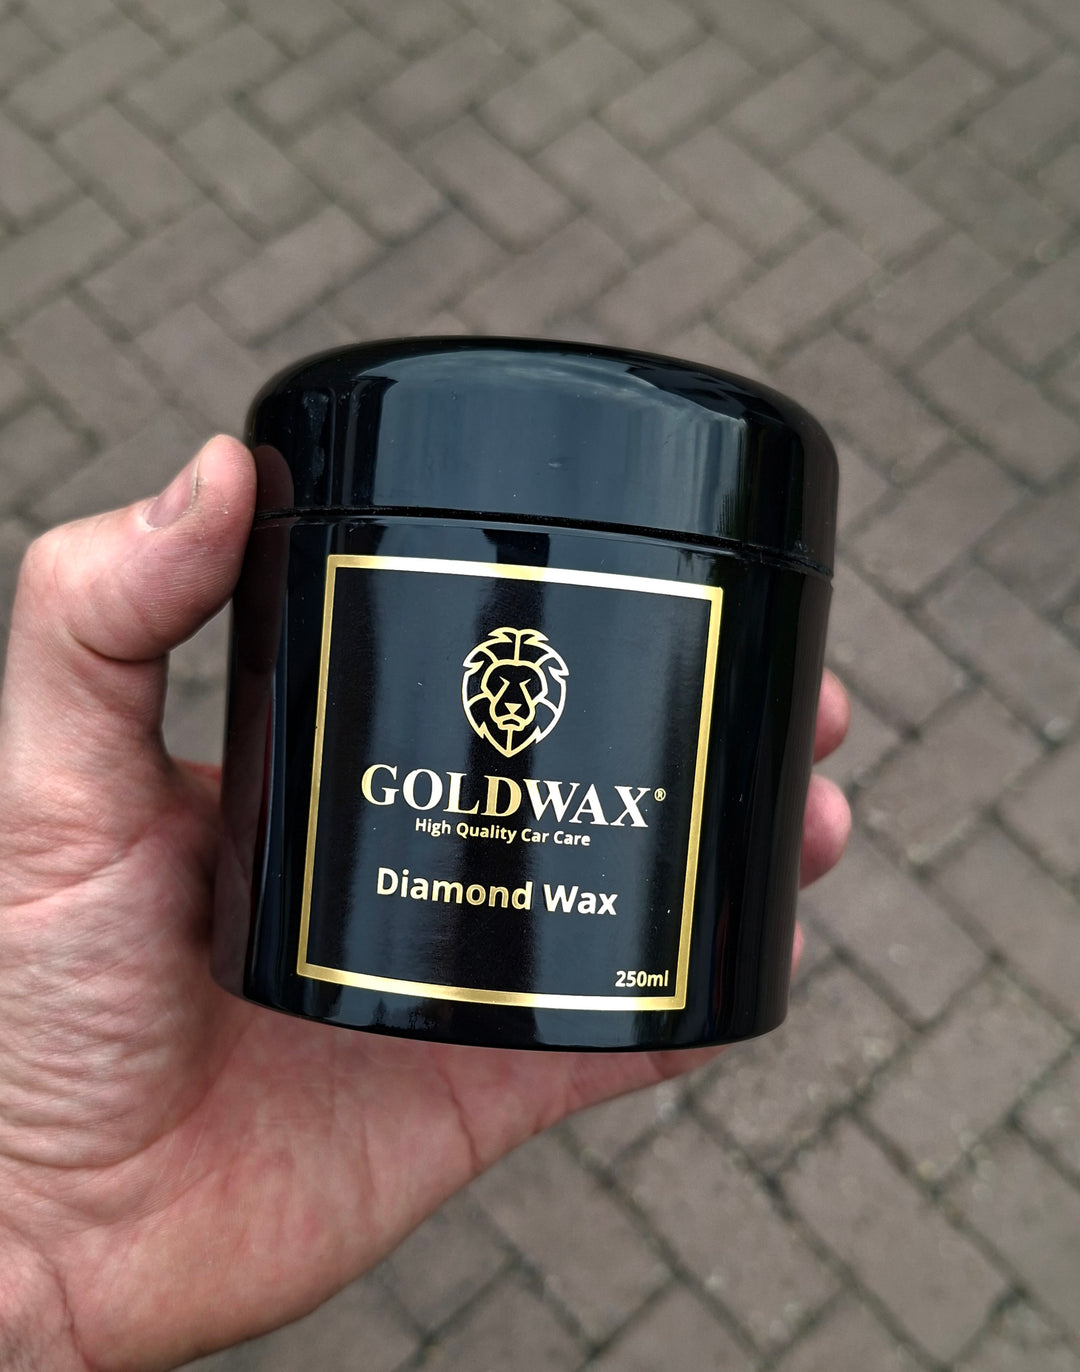 GOLDWAX®
High Quality Car Care
Diamond Wax
250ml